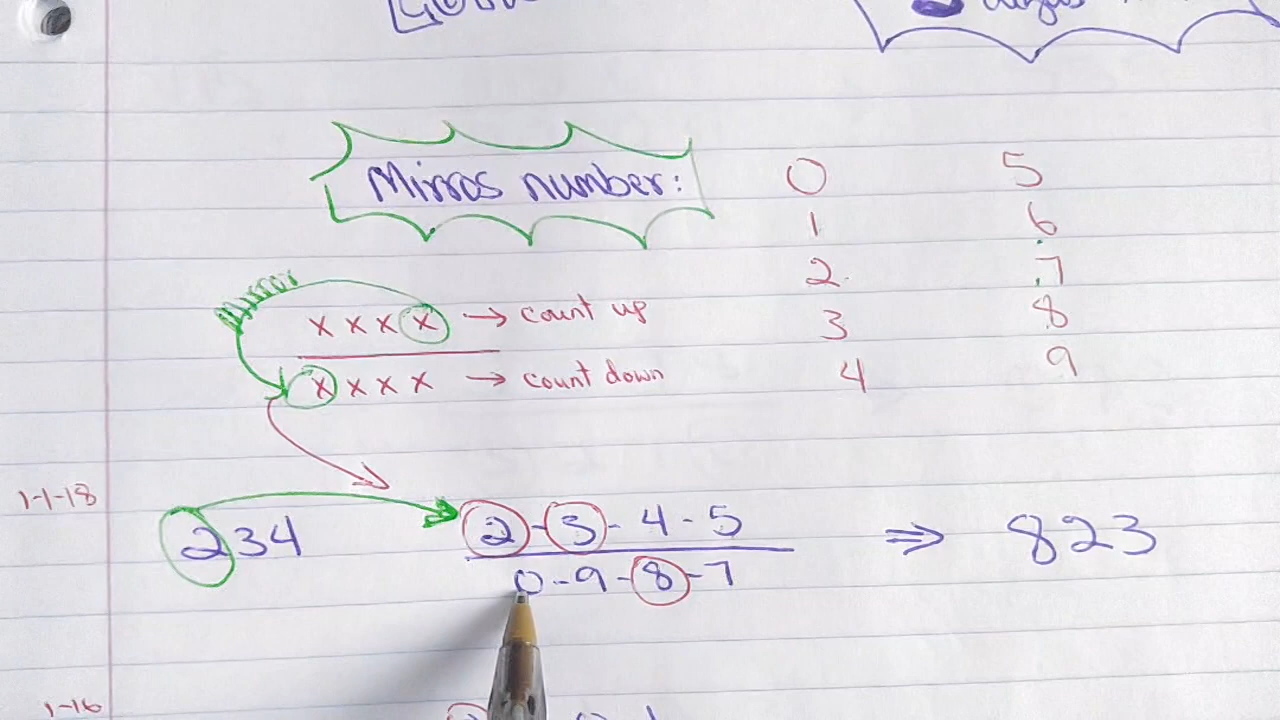 Mirros number:
0 5
1 6
2 7
3 8
4 9
Mirror
x x x x → count up
x x x x → count down
1-1-18
234 2-3-4-5 ⇒ 823
0-9-8-7
1-16